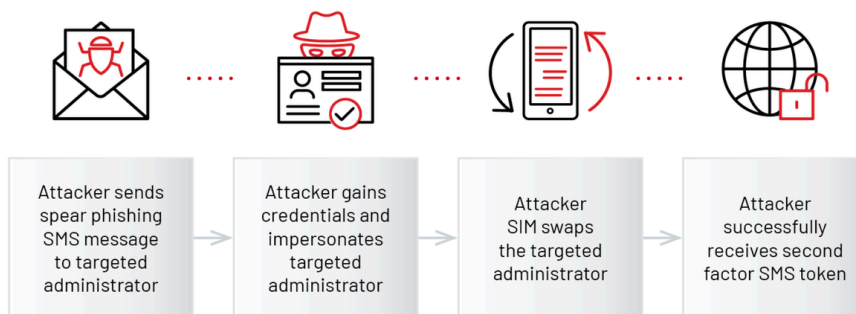 Attacker sends
spear phishing
SMS message
to targeted
administrator
Attacker gains
credentials and
impersonates
targeted
administrator
Attacker
SIM swaps
the targeted
administrator
Attacker
successfully
receives second
factor SMS token